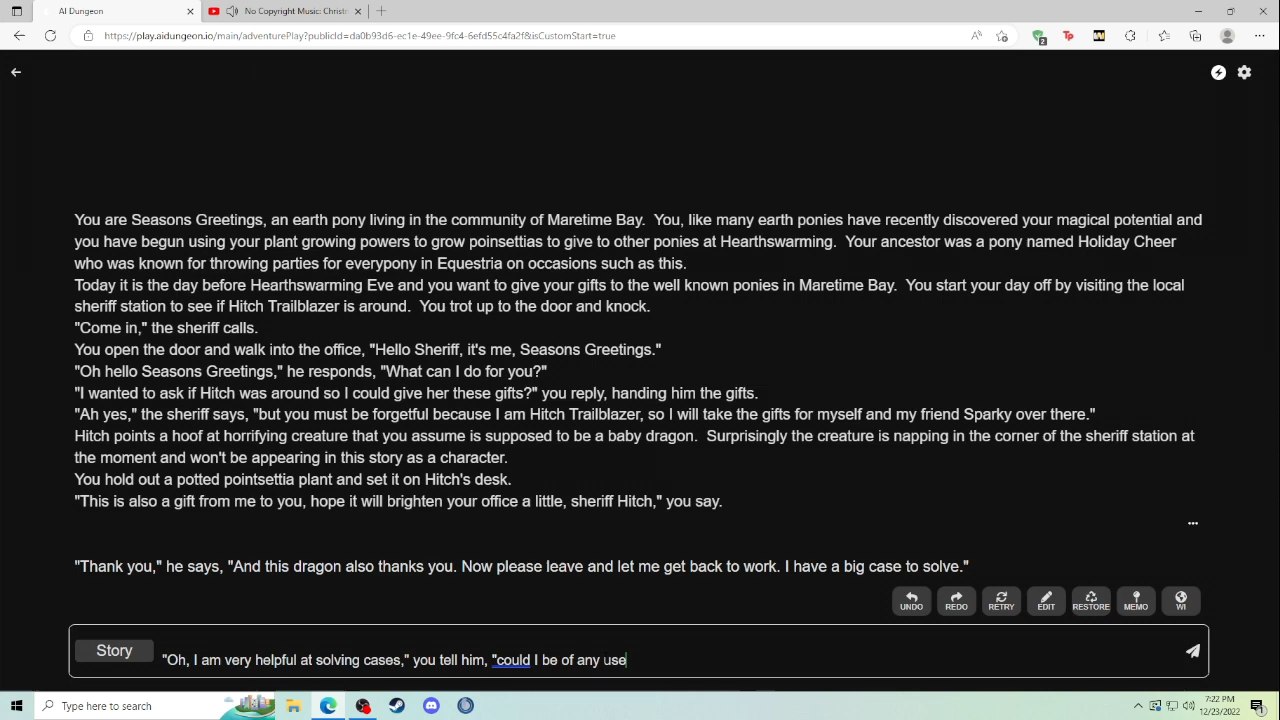 AI Dungeon
No Copyright Music: Christm
https://play.aidungeon.io/main/adventurePlay?publicId=da0b93d6-ec1e-49ee-9fc4-6efd55c4fa2f&isCustomStart=true
You are Seasons Greetings, an earth pony living in the community of Maretime Bay.  You, like many earth ponies have recently discovered your magical potential and
you have begun using your plant growing powers to grow poinsettias to give to other ponies at Hearthswarming.  Your ancestor was a pony named Holiday Cheer
who was known for throwing parties for everypony in Equestria on occasions such as this.
Today it is the day before Hearthswarming Eve and you want to give your gifts to the well known ponies in Maretime Bay.  You start your day off by visiting the local
sheriff station to see if Hitch Trailblazer is around.  You trot up to the door and knock.
"Come in," the sheriff calls.
You open the door and walk into the office, "Hello Sheriff, it's me, Seasons Greetings."
"Oh hello Seasons Greetings," he responds, "What can I do for you?"
"I wanted to ask if Hitch was around so I could give her these gifts?" you reply, handing him the gifts.
"Ah yes," the sheriff says, "but you must be forgetful because I am Hitch Trailblazer, so I will take the gifts for myself and my friend Sparky over there."
Hitch points a hoof at horrifying creature that you assume is supposed to be a baby dragon.  Surprisingly the creature is napping in the corner of the sheriff station at
the moment and won't be appearing in this story as a character.
You hold out a potted pointsettia plant and set it on Hitch's desk.
"This is also a gift from me to you, hope it will brighten your office a little, sheriff Hitch," you say.
"Thank you," he says, "And this dragon also thanks you. Now please leave and let me get back to work. I have a big case to solve."
UNDO REDO RETRY EDIT RESTORE MEMO WI
Story "Oh, I am very helpful at solving cases," you tell him, "could I be of any use
Type here to search
7:22 PM
12/23/2022